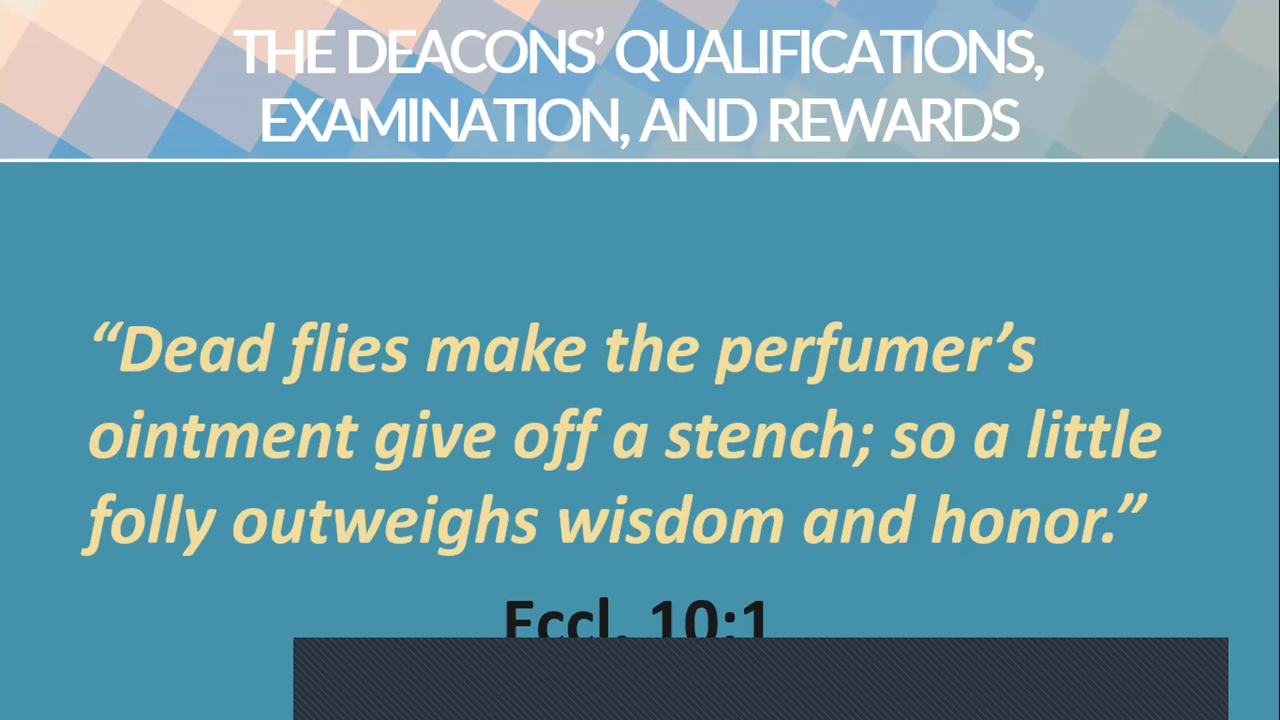 THE DEACONS’ QUALIFICATIONS,
EXAMINATION, AND REWARDS
“Dead flies make the perfumer’s
ointment give off a stench; so a little
folly outweighs wisdom and honor.”
Eccl. 10:1